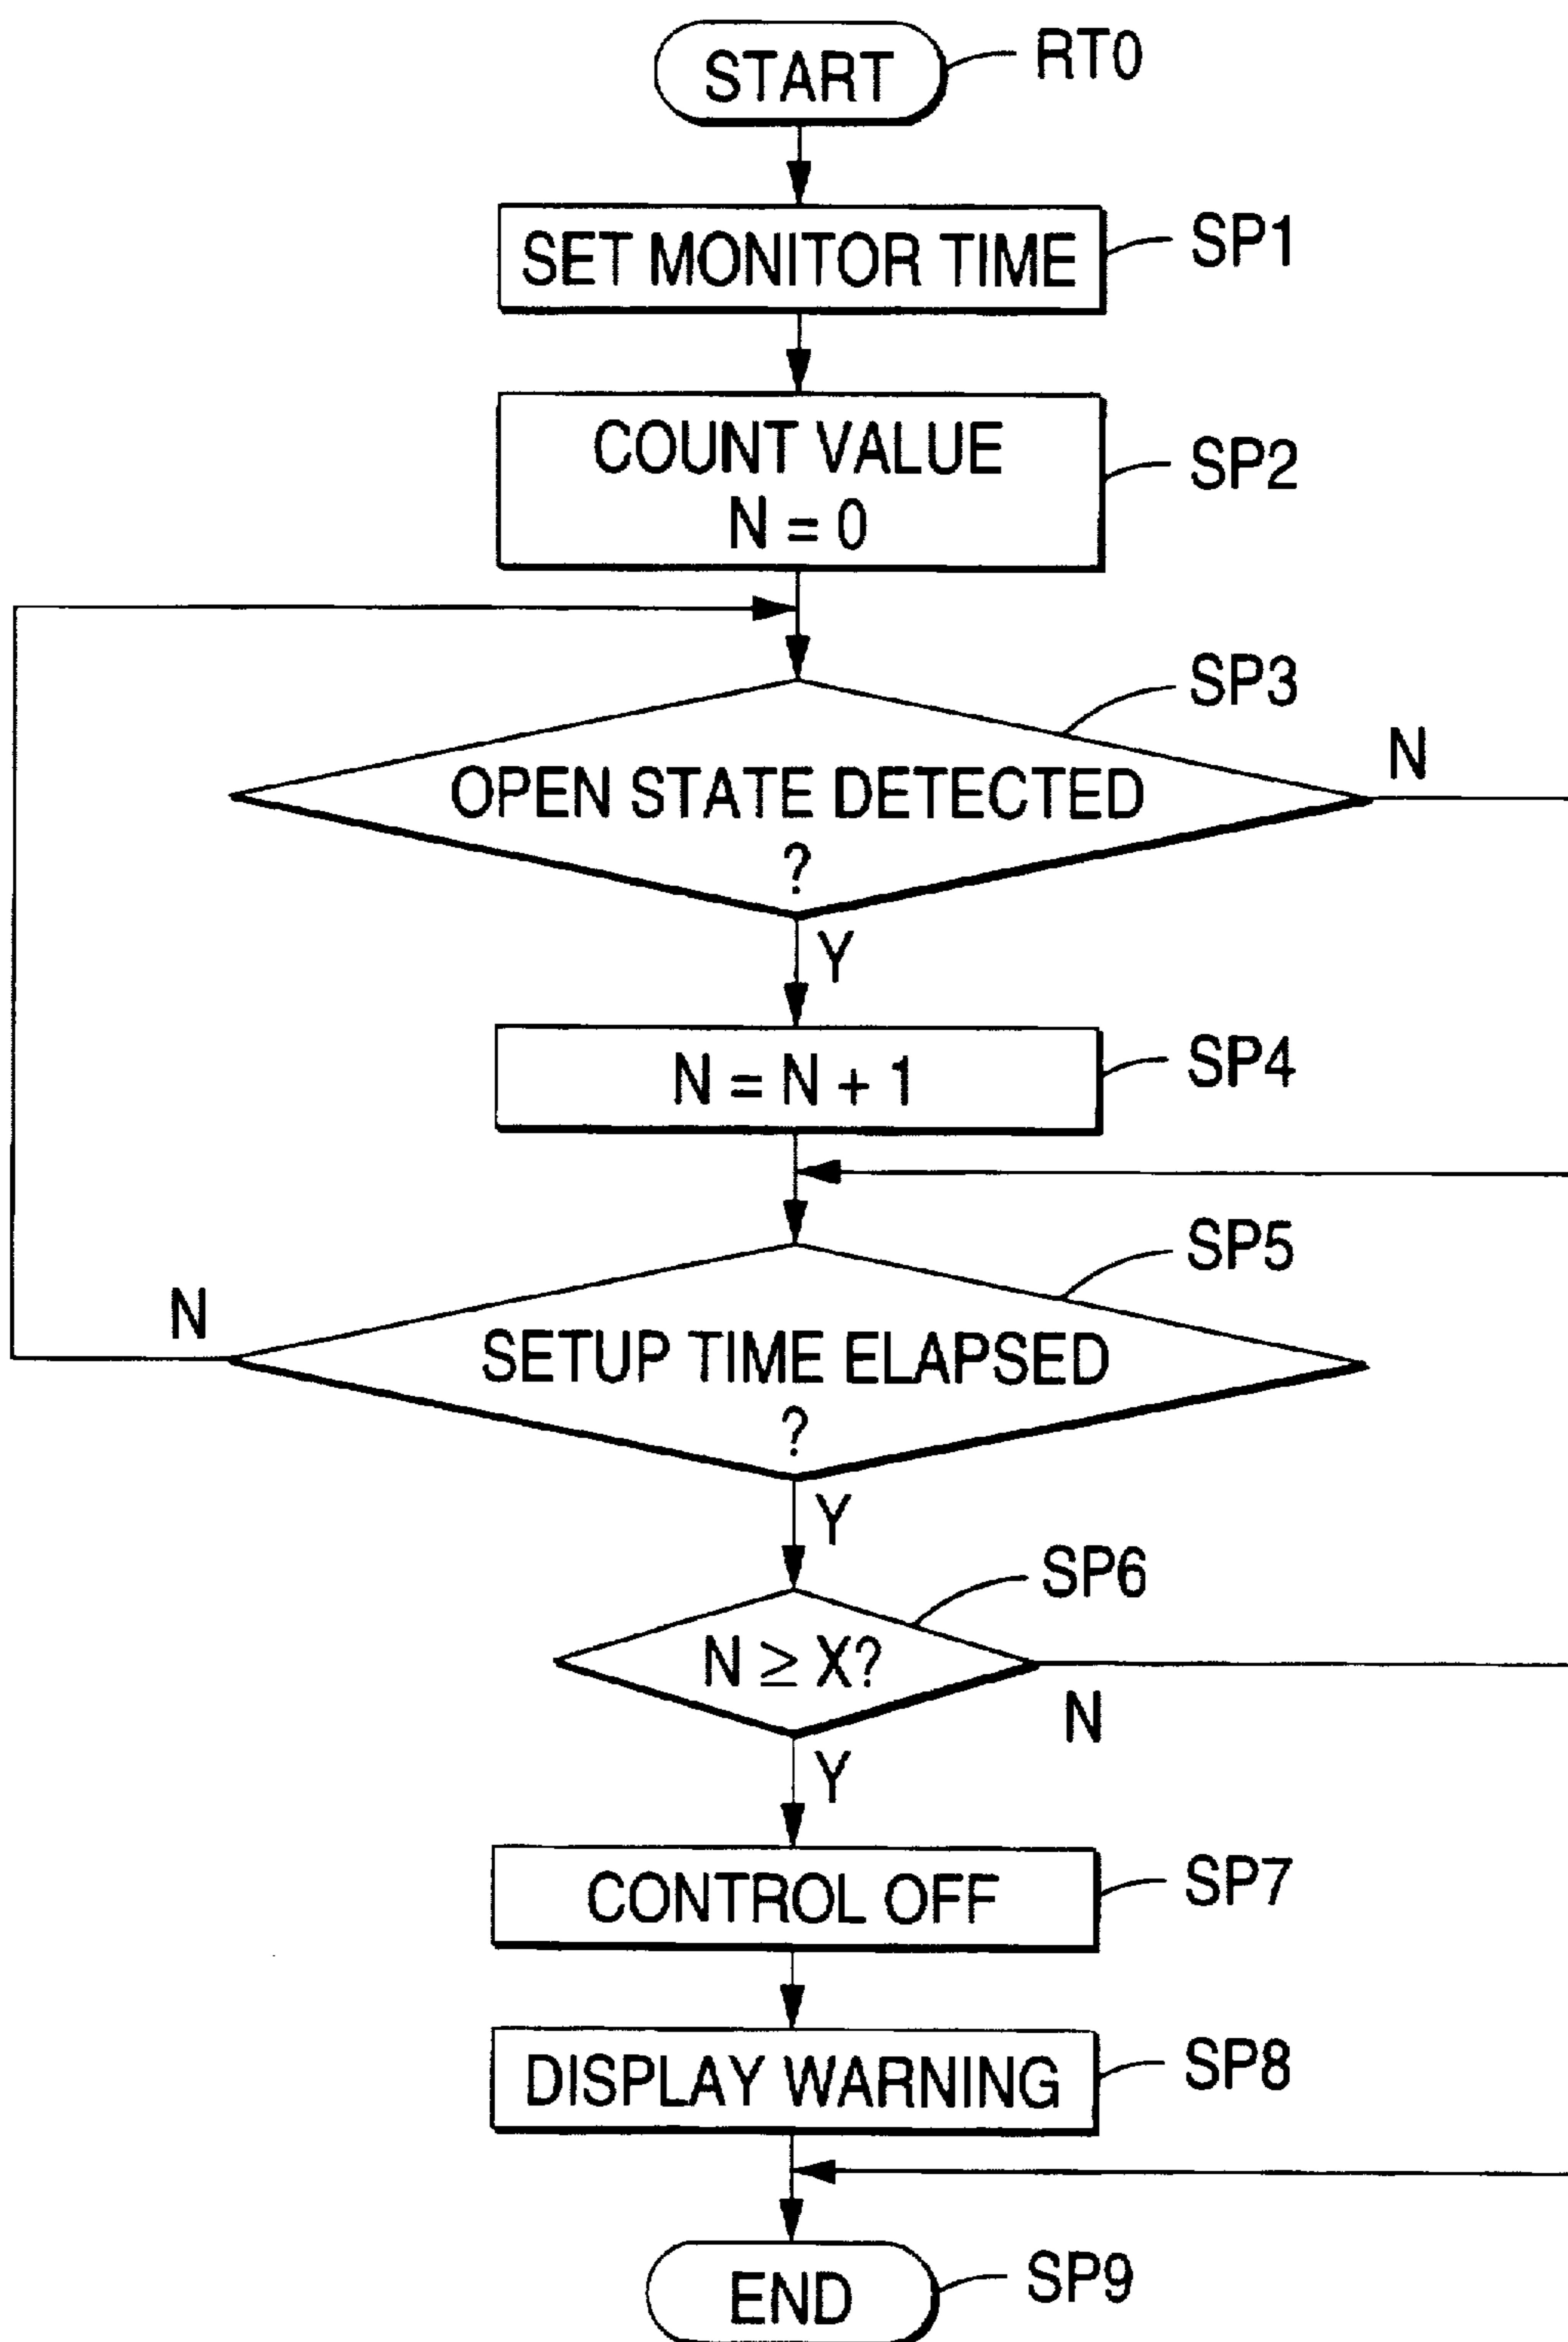 START
RT0
SET MONITOR TIME
SP1
COUNT VALUE
N = 0
SP2
SP3
OPEN STATE DETECTED
?
N
Y
N = N + 1
SP4
SP5
N
SETUP TIME ELAPSED
?
Y
SP6
N ≥ X?
N
Y
CONTROL OFF
SP7
DISPLAY WARNING
SP8
END
SP9